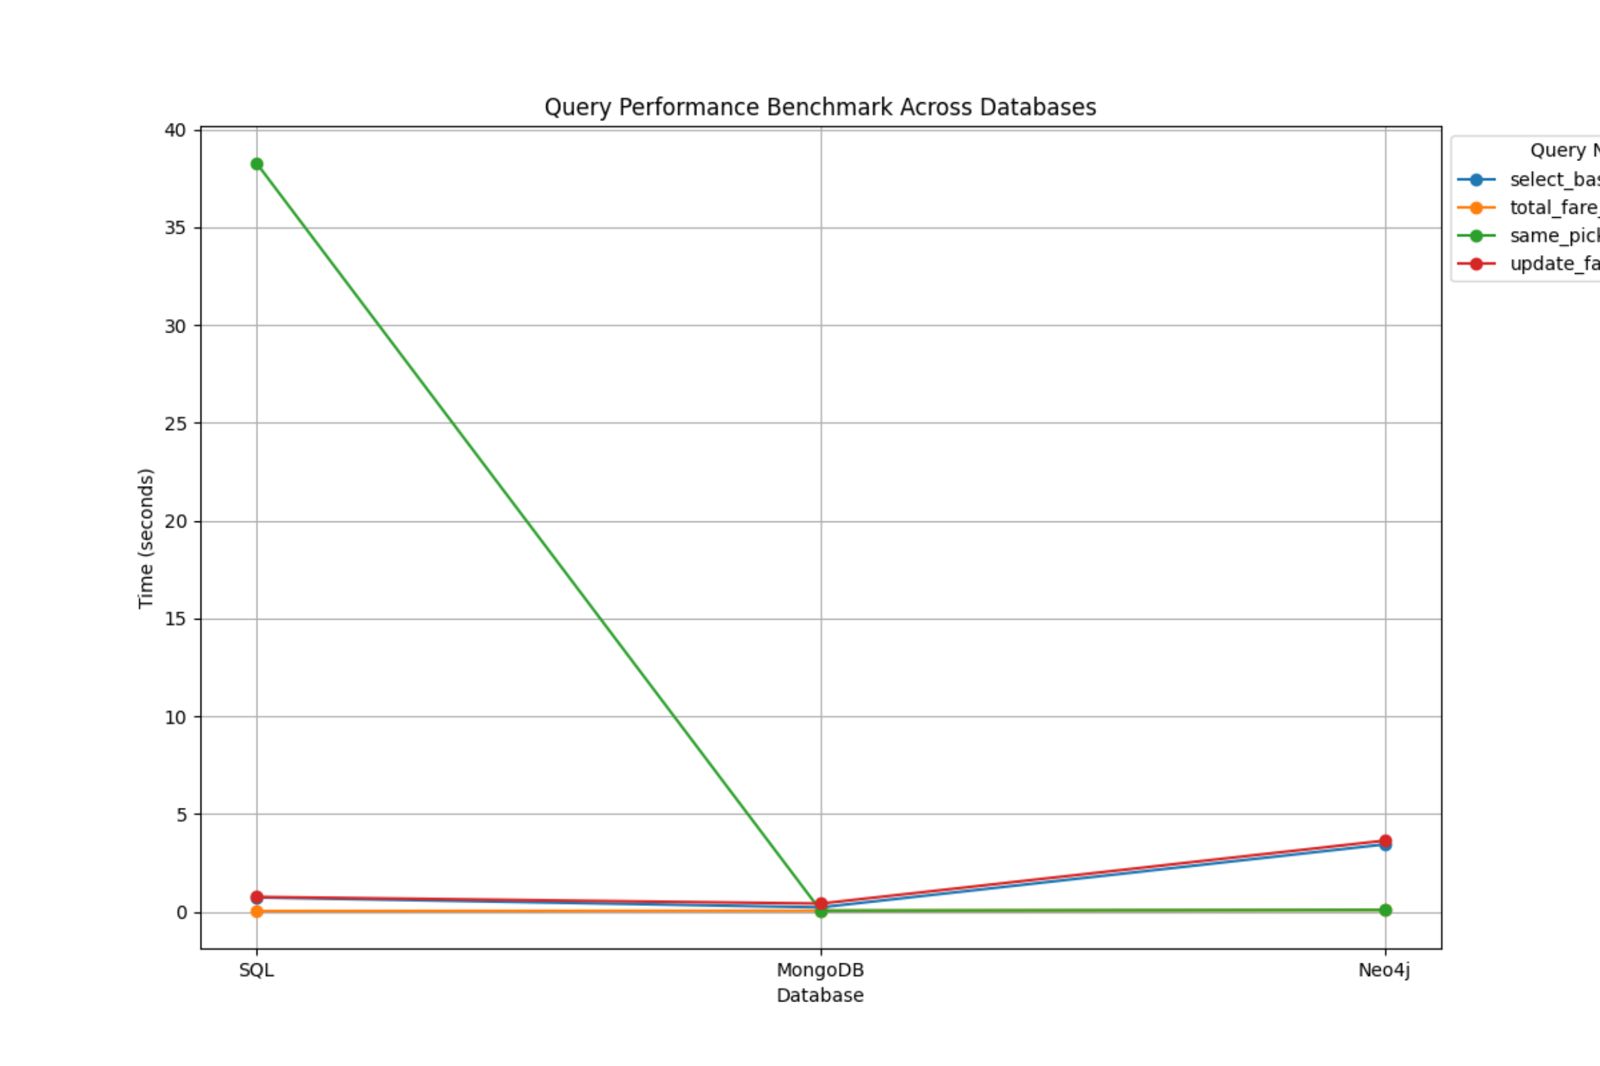 Query Performance Benchmark Across Databases
40
35
30
25
20
15
10
5
0
Time (seconds)
SQL
MongoDB
Neo4j
Database
Query N
select_bas
total_fare_
same_pick
update_fa